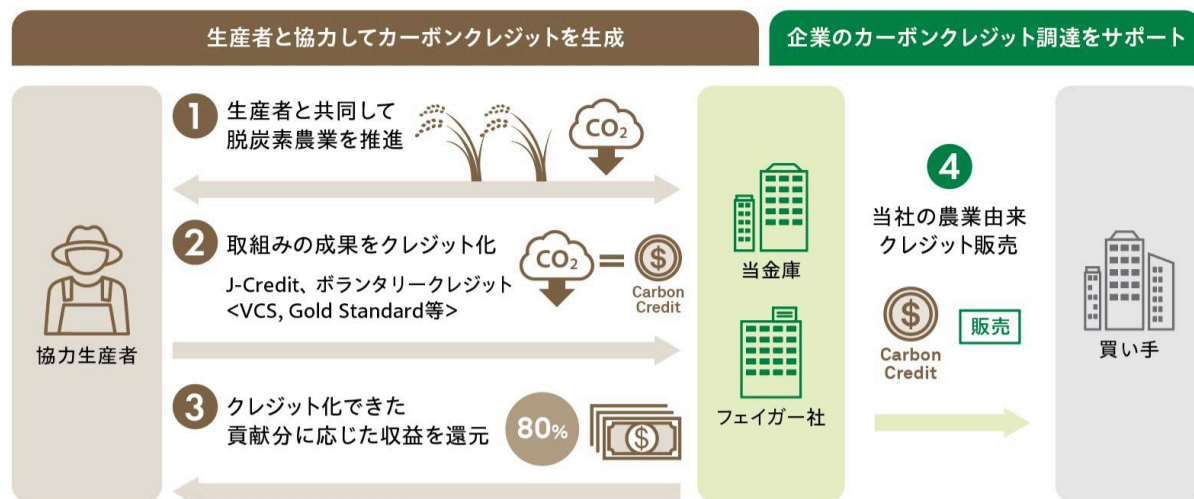 生産者と協力してカーボンクレジットを生成
企業のカーボンクレジット調達をサポート
1
生産者と共同して
脱炭素農業を推進
CO2
2
取組みの成果をクレジット化
J-Credit、ボランタリークレジット
<VCS, Gold Standard等>
CO2
=
$
Carbon
Credit
3
クレジット化できた
貢献分に応じた収益を還元
80%
$
協力生産者
当金庫
フェイガー社
4
当社の農業由来
クレジット販売
$
Carbon
Credit
販売
買い手